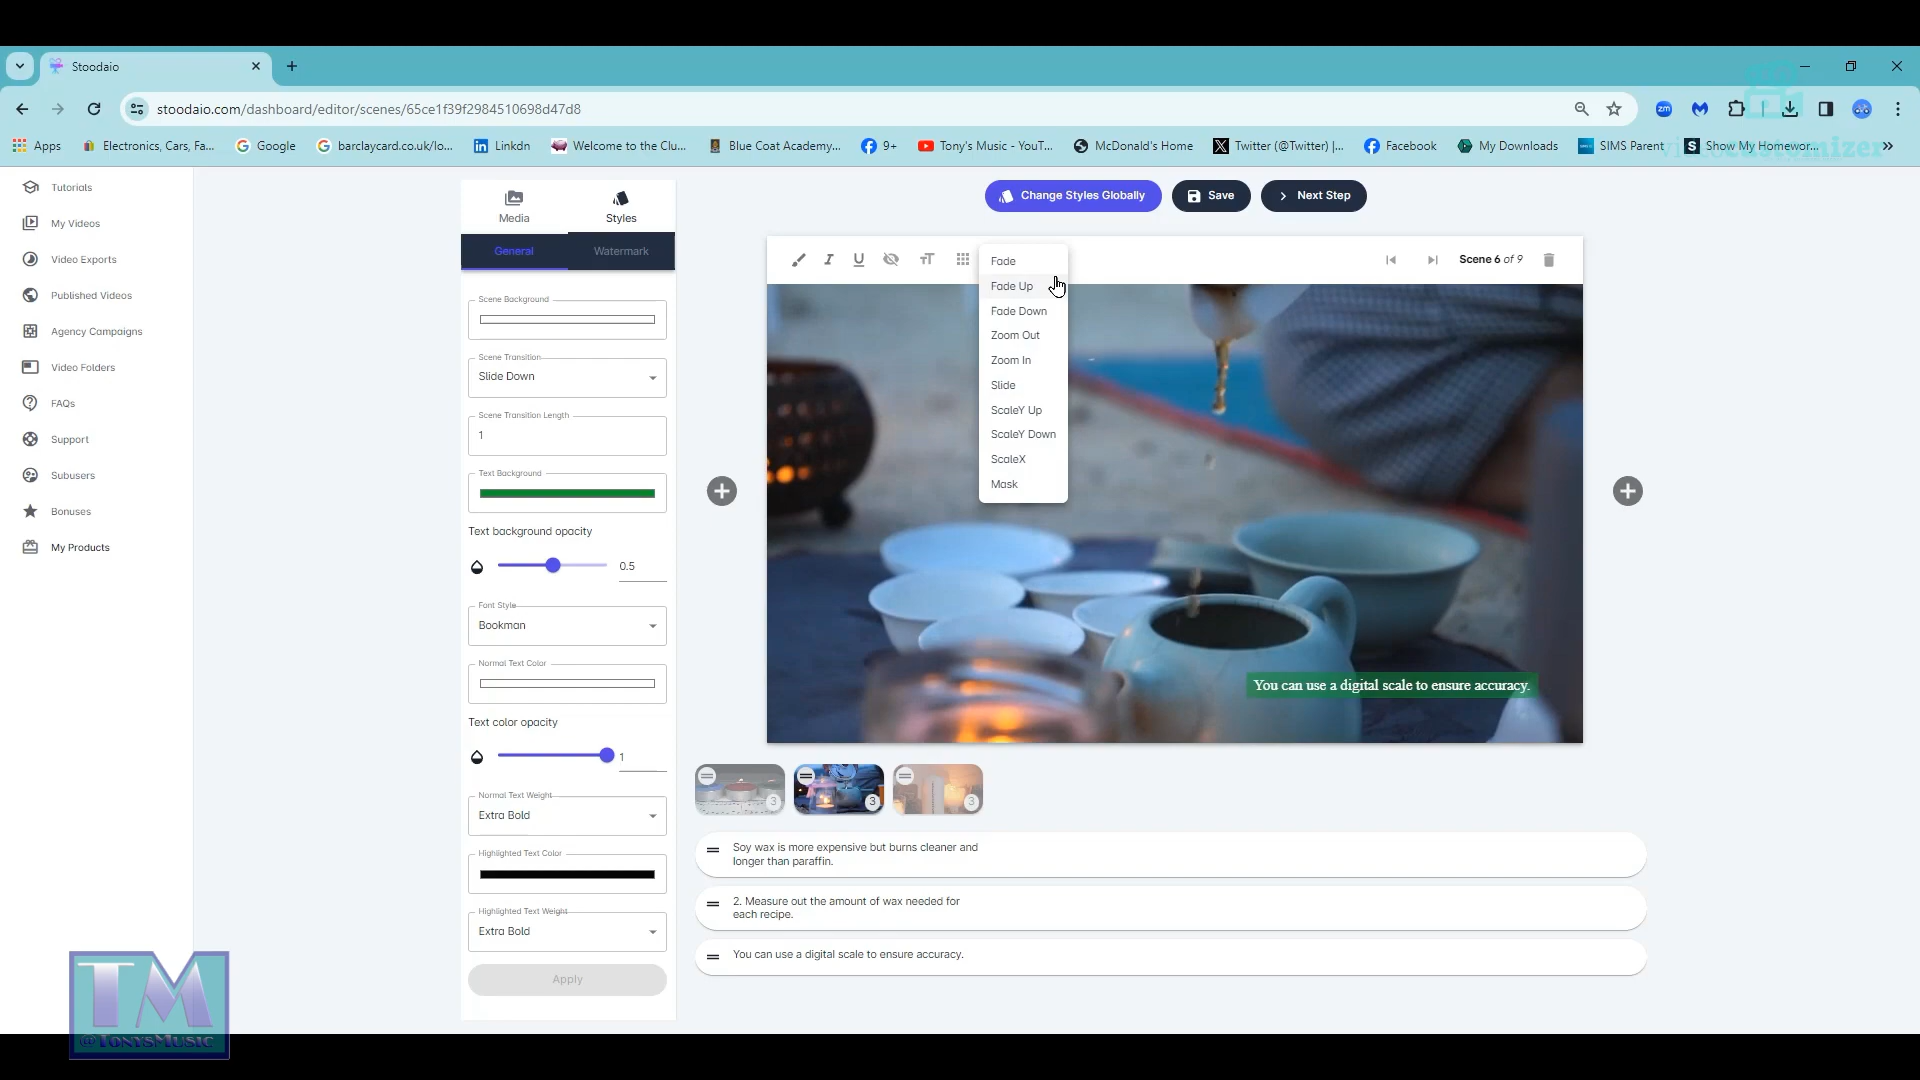 Stoodaio
stoodaio.com/dashboard/editor/scenes/65ce1f39f2984510698d47d8
zm
Apps
Electronics, Cars, Fa...
Google
barclaycard.co.uk/lo...
Linkdn
Welcome to the Clu...
Blue Coat Academy...
9+
Tony's Music - YouT...
McDonald's Home
Twitter (@Twitter) |...
Facebook
My Downloads
SIMS Parent
Show My Homewor...
»
Tutorials
My Videos
Video Exports
Published Videos
Agency Campaigns
Video Folders
FAQs
Support
Subusers
Bonuses
My Products
Media
Styles
General
Watermark
Scene Background
Scene Transition
Slide Down
Scene Transition Length
1
Text Background
Text background opacity
0.5
Font Style
Bookman
Normal Text Color
Text color opacity
1
Normal Text Weight
Extra Bold
Highlighted Text Color
Highlighted Text Weight
Extra Bold
Apply
Change Styles Globally
Save
Next Step
Scene 6 of 9
Fade
Fade Up
Fade Down
Zoom Out
Zoom In
Slide
ScaleY Up
ScaleY Down
ScaleX
Mask
You can use a digital scale to ensure accuracy.
3
3
3
Soy wax is more expensive but burns cleaner and
longer than paraffin.
2. Measure out the amount of wax needed for
each recipe.
You can use a digital scale to ensure accuracy.
TM
@TonysMusic